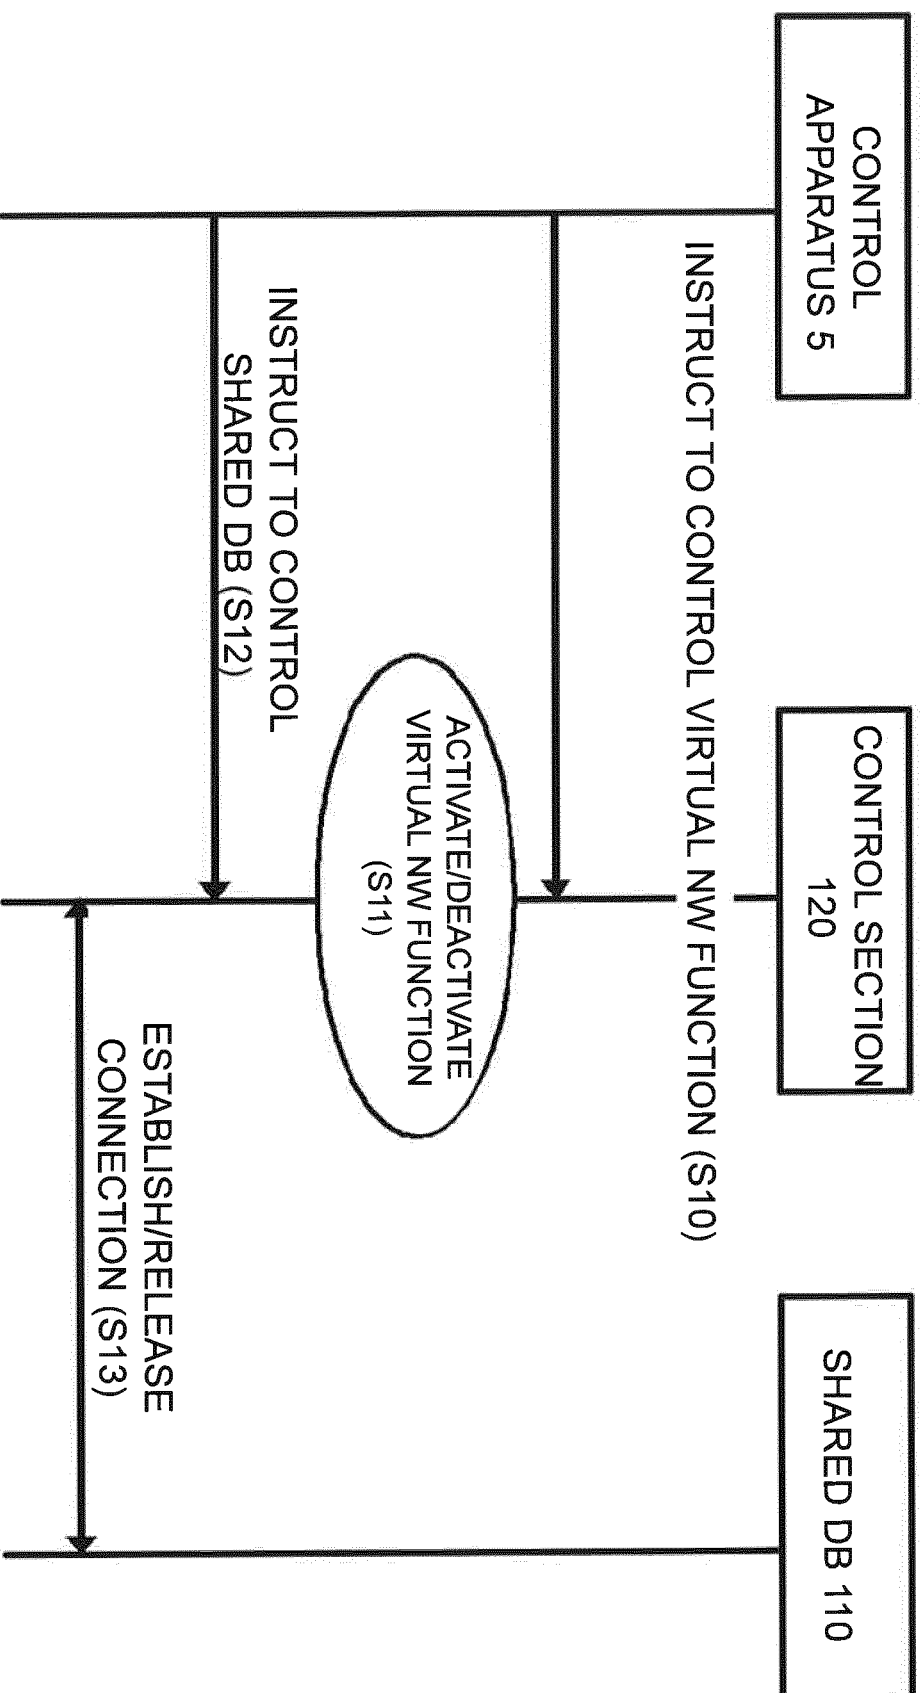 CONTROL
APPARATUS 5
CONTROL SECTION
120
SHARED DB 110
INSTRUCT TO CONTROL VIRTUAL NW FUNCTION (S10)
ACTIVATE/DEACTIVATE
VIRTUAL NW FUNCTION
(S11)
INSTRUCT TO CONTROL
SHARED DB (S12)
ESTABLISH/RELEASE
CONNECTION (S13)